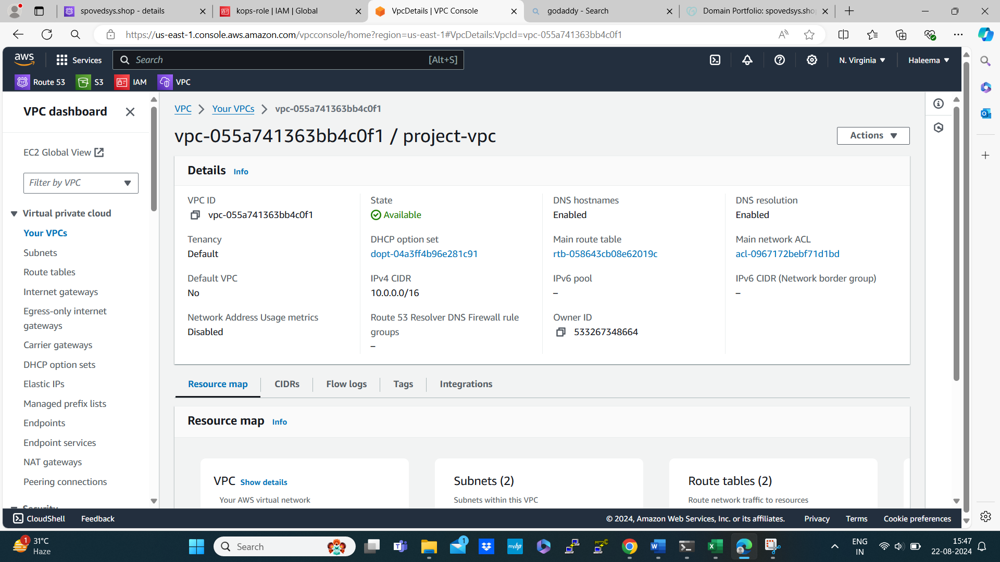 spovedsys.shop - details
kops-role | IAM | Global
VpcDetails | VPC Console
godaddy - Search
Domain Portfolio: spovedsys.sho
https://us-east-1.console.aws.amazon.com/vpcconsole/home?region=us-east-1#VpcDetails:VpcId=vpc-055a741363bb4c0f1
aws
Services
Search
[Alt+S]
N. Virginia
Haleema
Route 53
S3
IAM
VPC
VPC dashboard
EC2 Global View
Filter by VPC
Virtual private cloud
Your VPCs
Subnets
Route tables
Internet gateways
Egress-only internet
gateways
Carrier gateways
DHCP option sets
Elastic IPs
Managed prefix lists
Endpoints
Endpoint services
NAT gateways
Peering connections
Security
VPC
Your VPCs
vpc-055a741363bb4c0f1
vpc-055a741363bb4c0f1 / project-vpc
Actions
Details Info
VPC ID
vpc-055a741363bb4c0f1
State
Available
DNS hostnames
Enabled
DNS resolution
Enabled
Tenancy
Default
DHCP option set
dopt-04a3ff4b96e281c91
Main route table
rtb-058643cb08e62019c
Main network ACL
acl-0967172bebf71d1bd
Default VPC
No
IPv4 CIDR
10.0.0.0/16
IPv6 pool
–
IPv6 CIDR (Network border group)
–
Network Address Usage metrics
Disabled
Route 53 Resolver DNS Firewall rule
groups
–
Owner ID
533267348664
Resource map
CIDRs
Flow logs
Tags
Integrations
Resource map Info
VPC Show details
Your AWS virtual network
Subnets (2)
Subnets within this VPC
Route tables (2)
Route network traffic to resources
CloudShell
Feedback
© 2024, Amazon Web Services, Inc. or its affiliates.
Privacy
Terms
Cookie preferences
1
31°C
Haze
Search
1
myhp
ENG
IN
15:47
22-08-2024